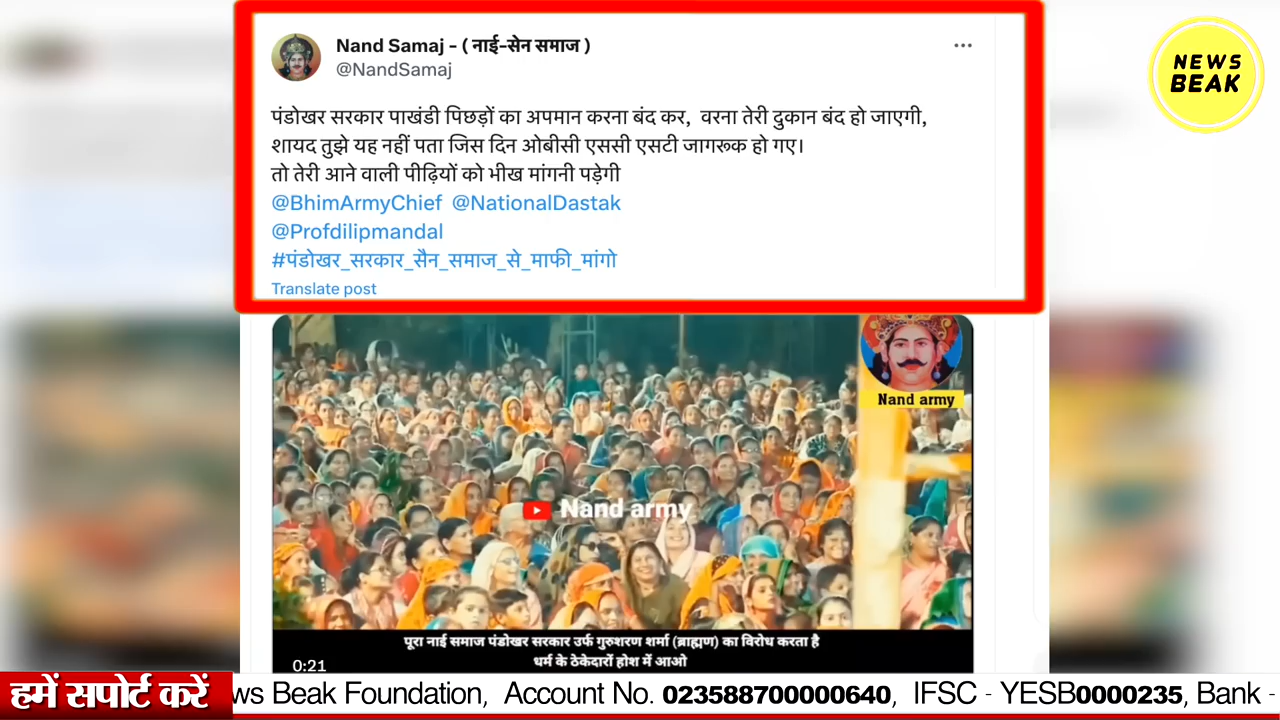 Nand Samaj - ( नाई-सेन समाज )
@NandSamaj
NEWS
BEAK
पंडोखर सरकार पाखंडी पिछड़ों का अपमान करना बंद कर, वरना तेरी दुकान बंद हो जाएगी,
शायद तुझे यह नहीं पता जिस दिन ओबीसी एससी एसटी जागरूक हो गए।
तो तेरी आने वाली पीढ़ियों को भीख मांगनी पड़ेगी
@BhimArmyChief @NationalDastak
@Profdilipmandal
#पंडोखर_सरकार_सैन_समाज_से_माफी_मांगो
Translate post
Nand army
Nand army
पूरा नाई समाज पंडोखर सरकार उर्फ गुरुशरण शर्मा (ब्राह्मण) का विरोध करता है
धर्म के ठेकेदारों होश में आओ
0:21
हमें सपोर्ट करें
ws Beak Foundation, Account No. 023588700000640, IFSC - YESB0000235, Bank -